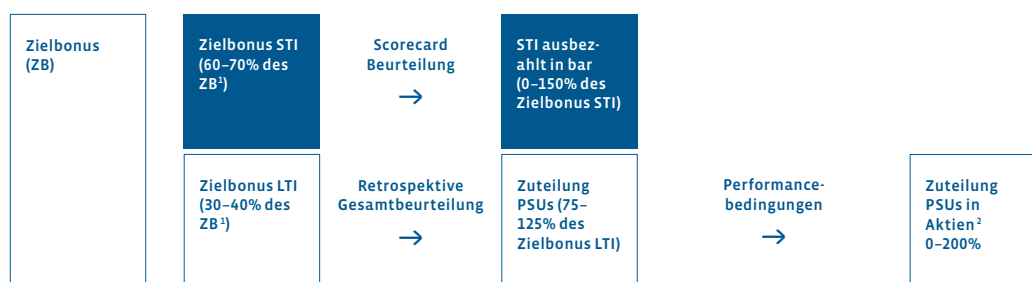 Zielbonus
(ZB)
Zielbonus STI
(60–70% des
ZB¹)
Scorecard
Beurteilung
→
STI ausbez-
ahlt in bar
(0–150% des
Zielbonus STI)
Zielbonus LTI
(30–40% des
ZB¹)
Retrospektive
Gesamtbeurteilung
→
Zuteilung
PSUs (75–
125% des
Zielbonus LTI)
Performance-
bedingungen
→
Zuteilung
PSUs in
Aktien²
0–200%